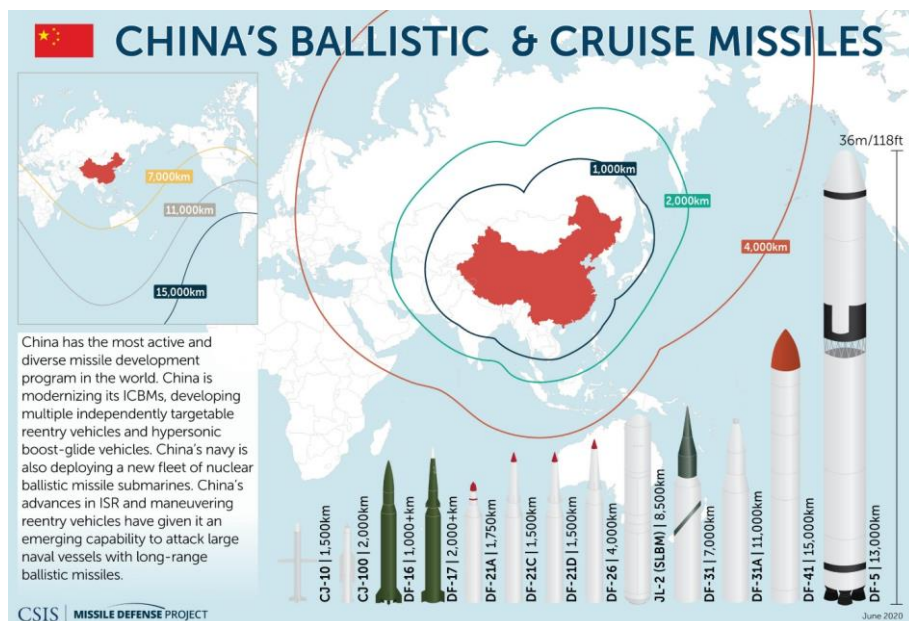 CHINA'S BALLISTIC & CRUISE MISSILES
7,000km
11,000km
15,000km
1,000km
2,000km
4,000km
36m/118ft
China has the most active and
diverse missile development
program in the world. China is
modernizing its ICBMs, developing
multiple independently targetable
reentry vehicles and hypersonic
boost-glide vehicles. China's navy is
also deploying a new fleet of nuclear
ballistic missile submarines. China's
advances in ISR and maneuvering
reentry vehicles have given it an
emerging capability to attack large
naval vessels with long-range
ballistic missiles.
CJ-10 | 1,500km
CJ-100 | 2,000km
DF-16 | 1,000+km
DF-17 | 2,000+km
DF-21A | 1,750km
DF-21C | 1,500km
DF-21D | 1,500km
DF-26 | 4,000km
JL-2 (SLBM) | 8,500km
DF-31 | 7,000km
DF-31A | 11,000km
DF-41 | 15,000km
DF-5 | 13,000km
CSIS | MISSILE DEFENSE PROJECT
June 2020